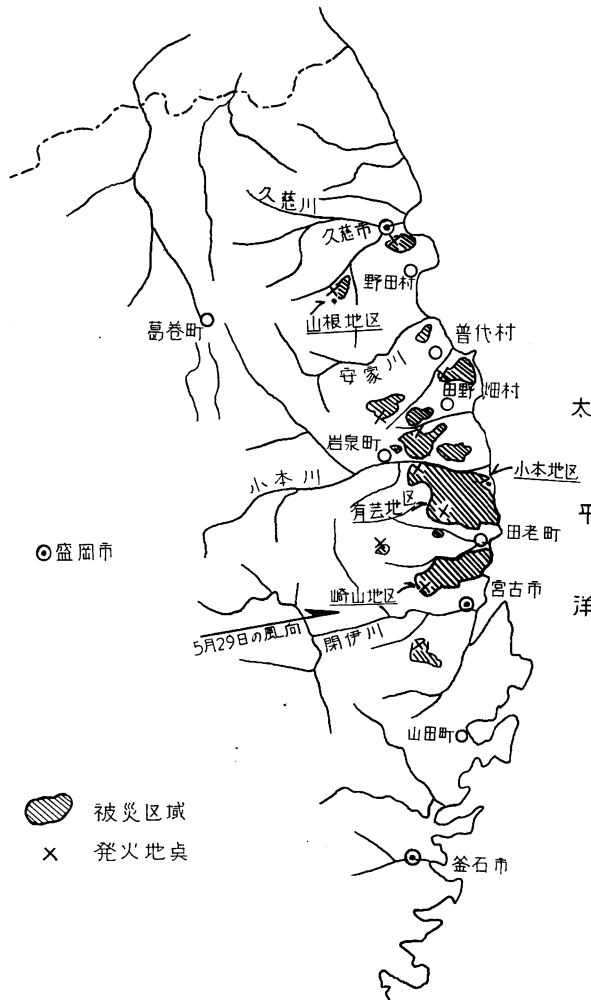 久慈川
久慈市
野田村
山根地区
葛巻町
普代村
安家川
田野畑村
太平洋
岩泉町
小本川
小本地区
有芸地区
盛岡市
田老町
崎山地区
宮古市
5月29日の風向
閉伊川
山田町
被災区域
発火地点
釜石市